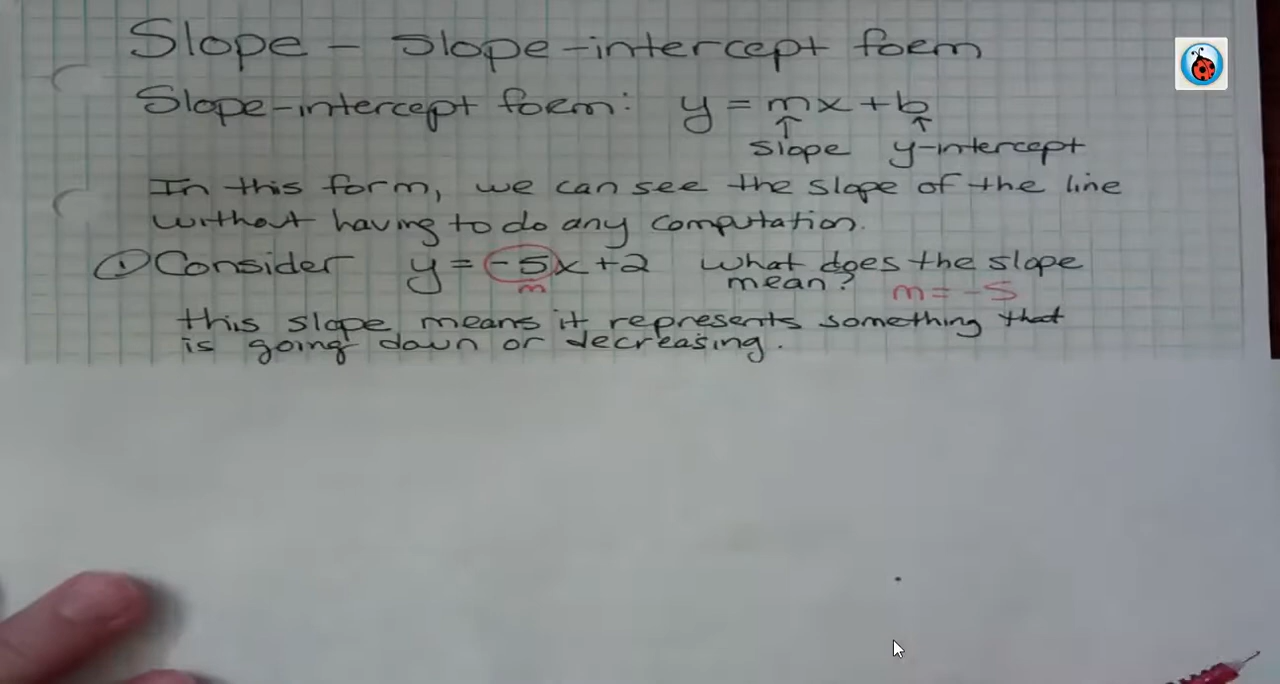 Slope - Slope-intercept form
Slope-intercept form: y = mx + b
↑ ↑
slope y-intercept
In this form, we can see the slope of the line
without having to do any computation.
① Consider y = -5x + 2 What does the slope
mean? m = -5
m
this slope means it represents something that
is going down or decreasing.